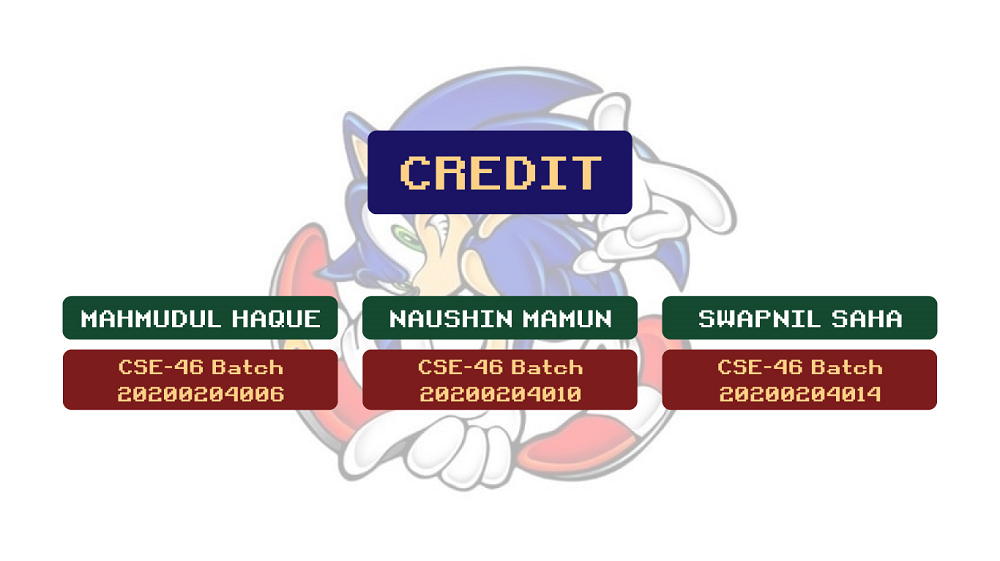 CREDIT
MAHMUDUL HAQUE
CSE-46 Batch
20200204006
NAUSHIN MAMUN
CSE-46 Batch
20200204010
SWAPNIL SAHA
CSE-46 Batch
20200204014